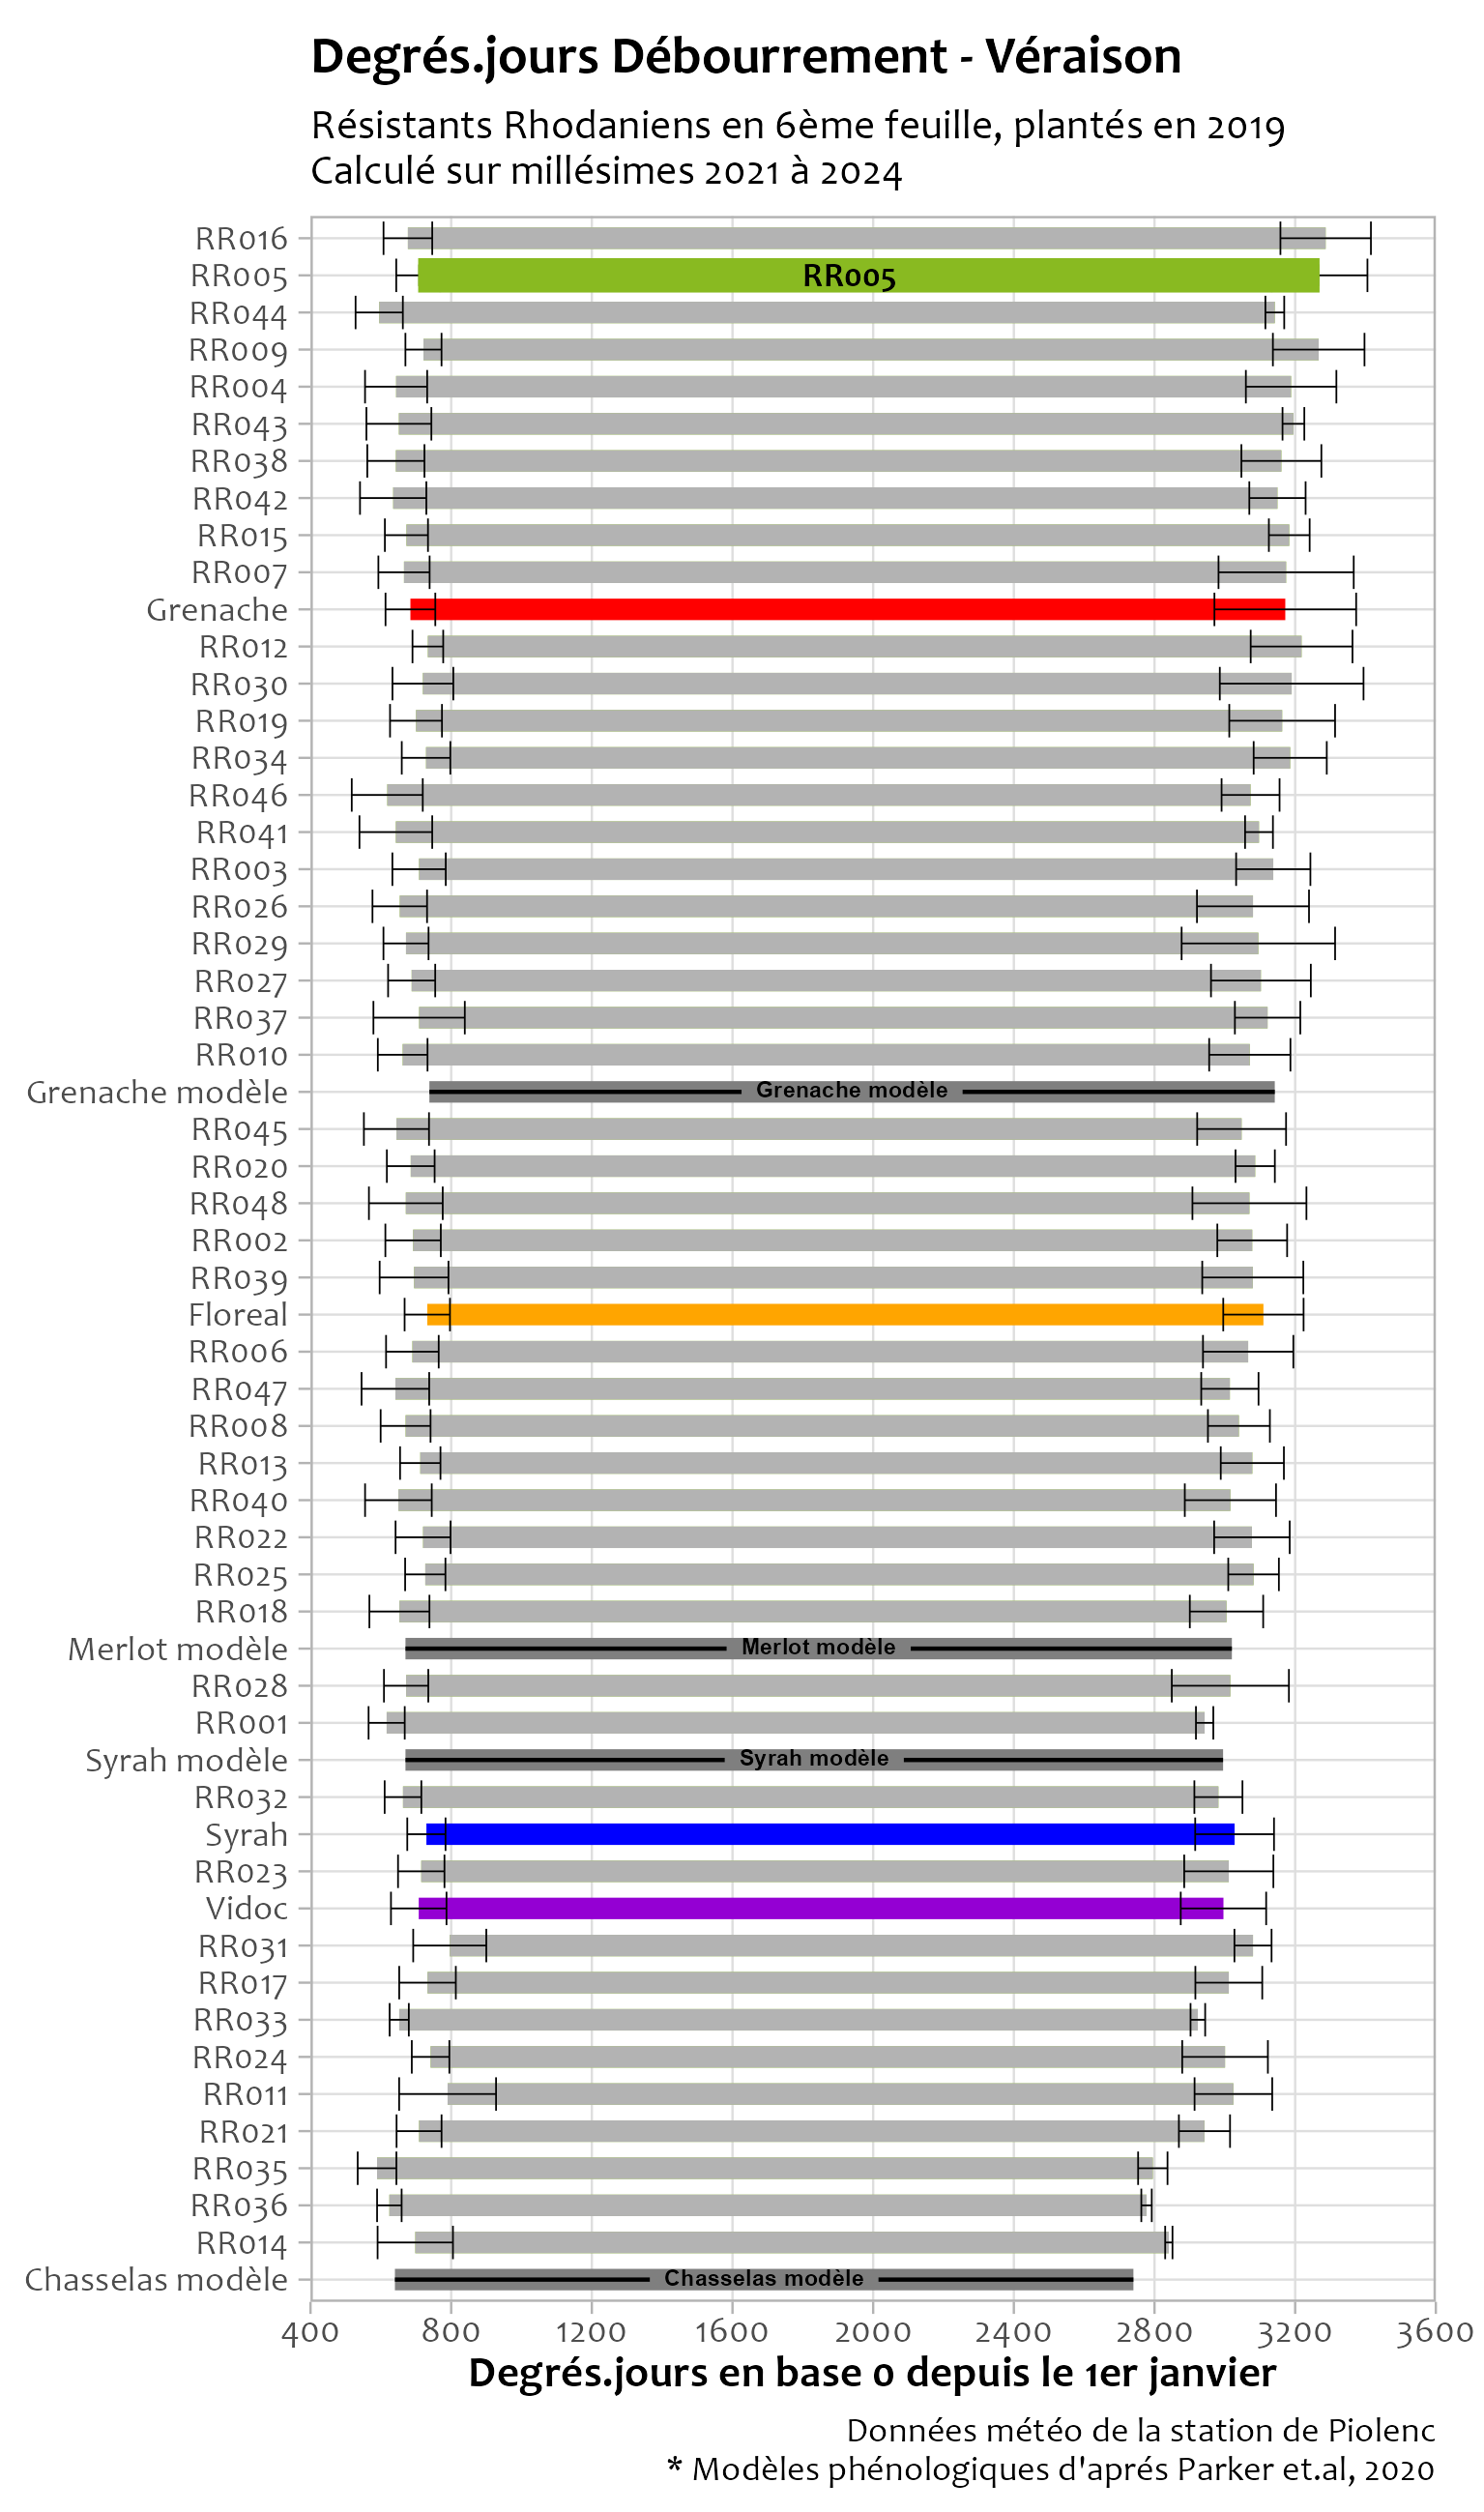 Degrés.jours Débourrement - Véraison
Résistants Rhodaniens en 6ème feuille, plantés en 2019
Calculé sur millésimes 2021 à 2024
RR016
RR005 RR005
RR044
RR009
RR004
RR043
RR038
RR042
RR015
RR007
Grenache
RR012
RR030
RR019
RR034
RR046
RR041
RR003
RR026
RR029
RR027
RR037
RR010
Grenache modèle Grenache modèle
RR045
RR020
RR048
RR002
RR039
Floreal
RR006
RR047
RR008
RR013
RR040
RR022
RR025
RR018
Merlot modèle Merlot modèle
RR028
RR001
Syrah modèle Syrah modèle
RR032
Syrah
RR023
Vidoc
RR031
RR017
RR033
RR024
RR011
RR021
RR035
RR036
RR014
Chasselas modèle Chasselas modèle
400 800 1200 1600 2000 2400 2800 3200 3600
Degrés.jours en base 0 depuis le 1er janvier
Données météo de la station de Piolenc
* Modèles phénologiques d'aprés Parker et.al, 2020